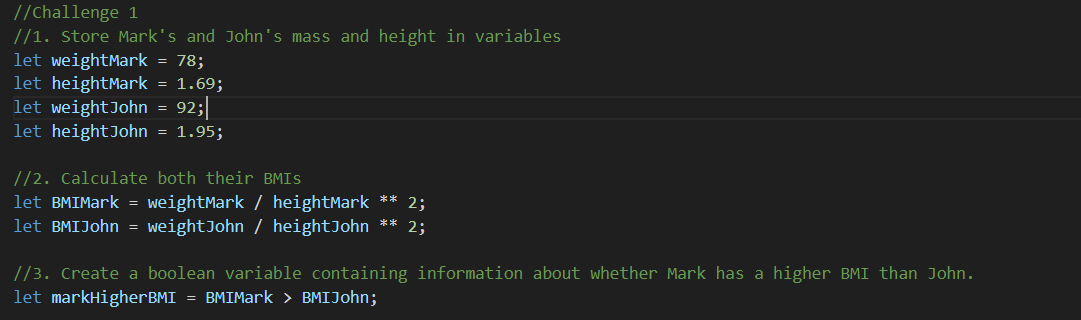 //Challenge 1
//1. Store Mark's and John's mass and height in variables
let weightMark = 78;
let heightMark = 1.69;
let weightJohn = 92;
let heightJohn = 1.95;
//2. Calculate both their BMIs
let BMIMark = weightMark / heightMark ** 2;
let BMIJohn = weightJohn / heightJohn ** 2;
//3. Create a boolean variable containing information about whether Mark has a higher BMI than John.
let markHigherBMI = BMIMark > BMIJohn;